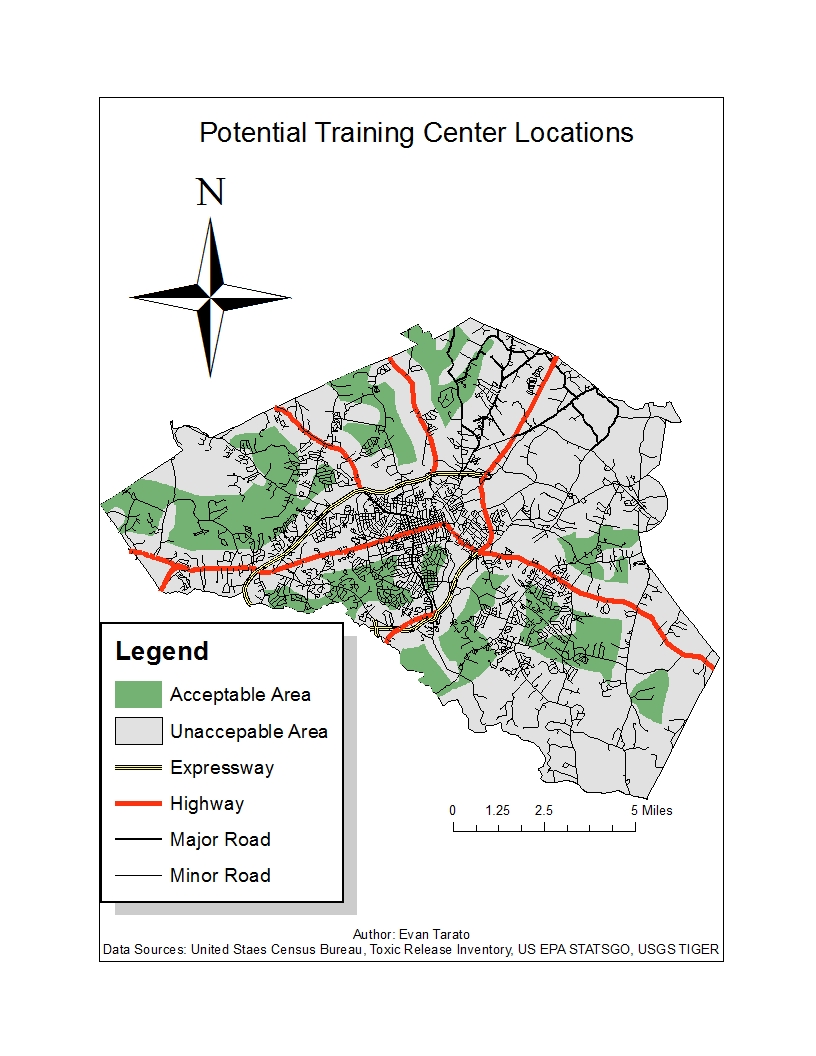 Potential Training Center Locations
N
Legend
Acceptable Area
Unaccepable Area
Expressway
Highway
Major Road
Minor Road
0 1.25 2.5 5 Miles
Author: Evan Tarato
Data Sources: United Staes Census Bureau, Toxic Release Inventory, US EPA STATSGO, USGS TIGER